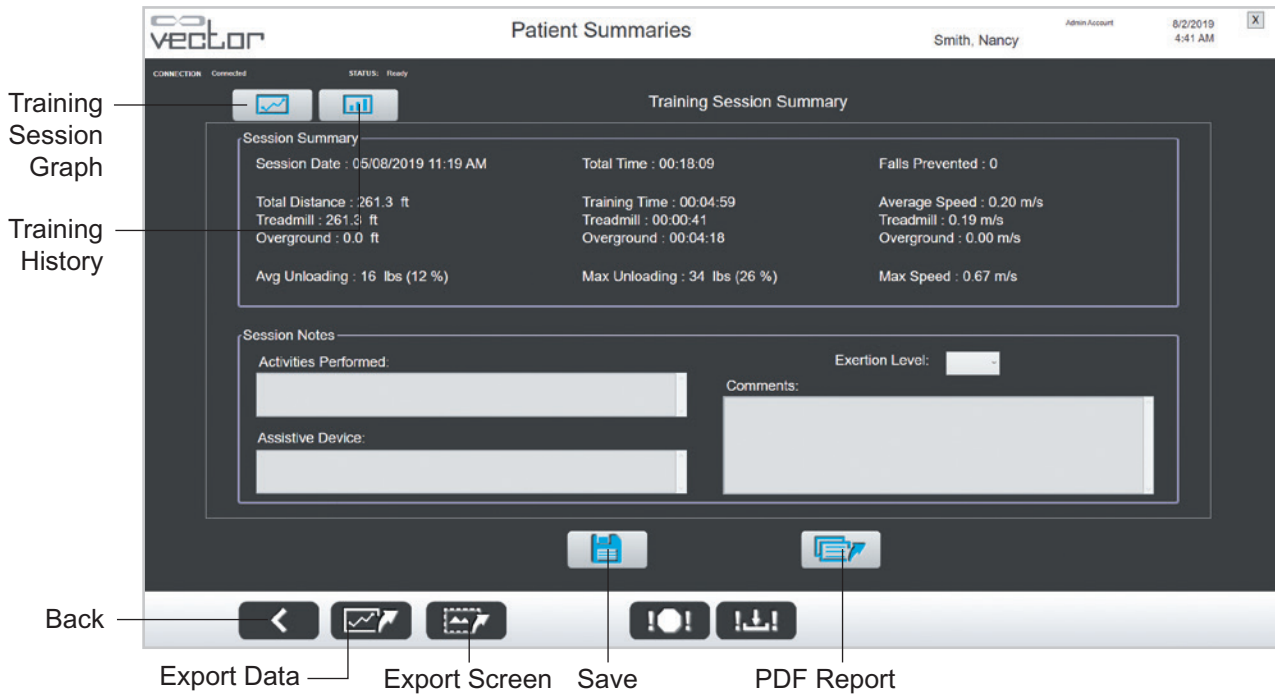 vector
Patient Summaries
Admin Account
Smith, Nancy
8/2/2019
4:41 AM
X
CONNECTION Connected
STATUS: Ready
Training
Session
Graph
Training
History
Training Session Summary
Session Summary
Session Date : 05/08/2019 11:19 AM
Total Time : 00:18:09
Falls Prevented : 0
Total Distance : 261.3 ft
Training Time : 00:04:59
Average Speed : 0.20 m/s
Treadmill : 261.3 ft
Treadmill : 00:00:41
Treadmill : 0.19 m/s
Overground : 0.0 ft
Overground : 00:04:18
Overground : 0.00 m/s
Avg Unloading : 16 lbs (12 %)
Max Unloading : 34 lbs (26 %)
Max Speed : 0.67 m/s
Session Notes
Activities Performed:
Exertion Level:
Comments:
Assistive Device:
Back
Export Data
Export Screen
Save
PDF Report